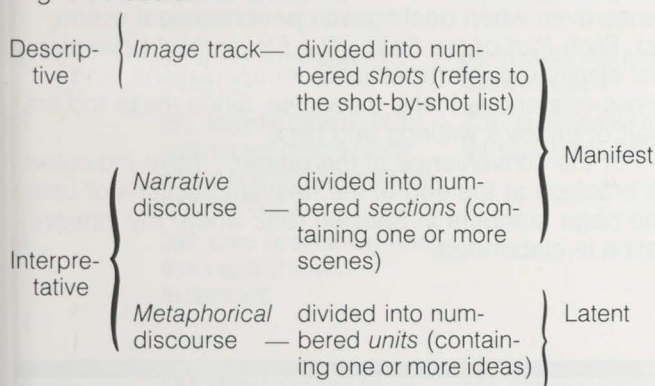 Descrip- Image track— divided into num-
tive bered shots (refers to
the shot-by-shot list)
Manifest
Narrative divided into num-
discourse — bered sections (con-
taining one or more
Interpre- scenes)
tative
Metaphorical divided into num- Latent
discourse — bered units (contain-
ing one or more ideas)